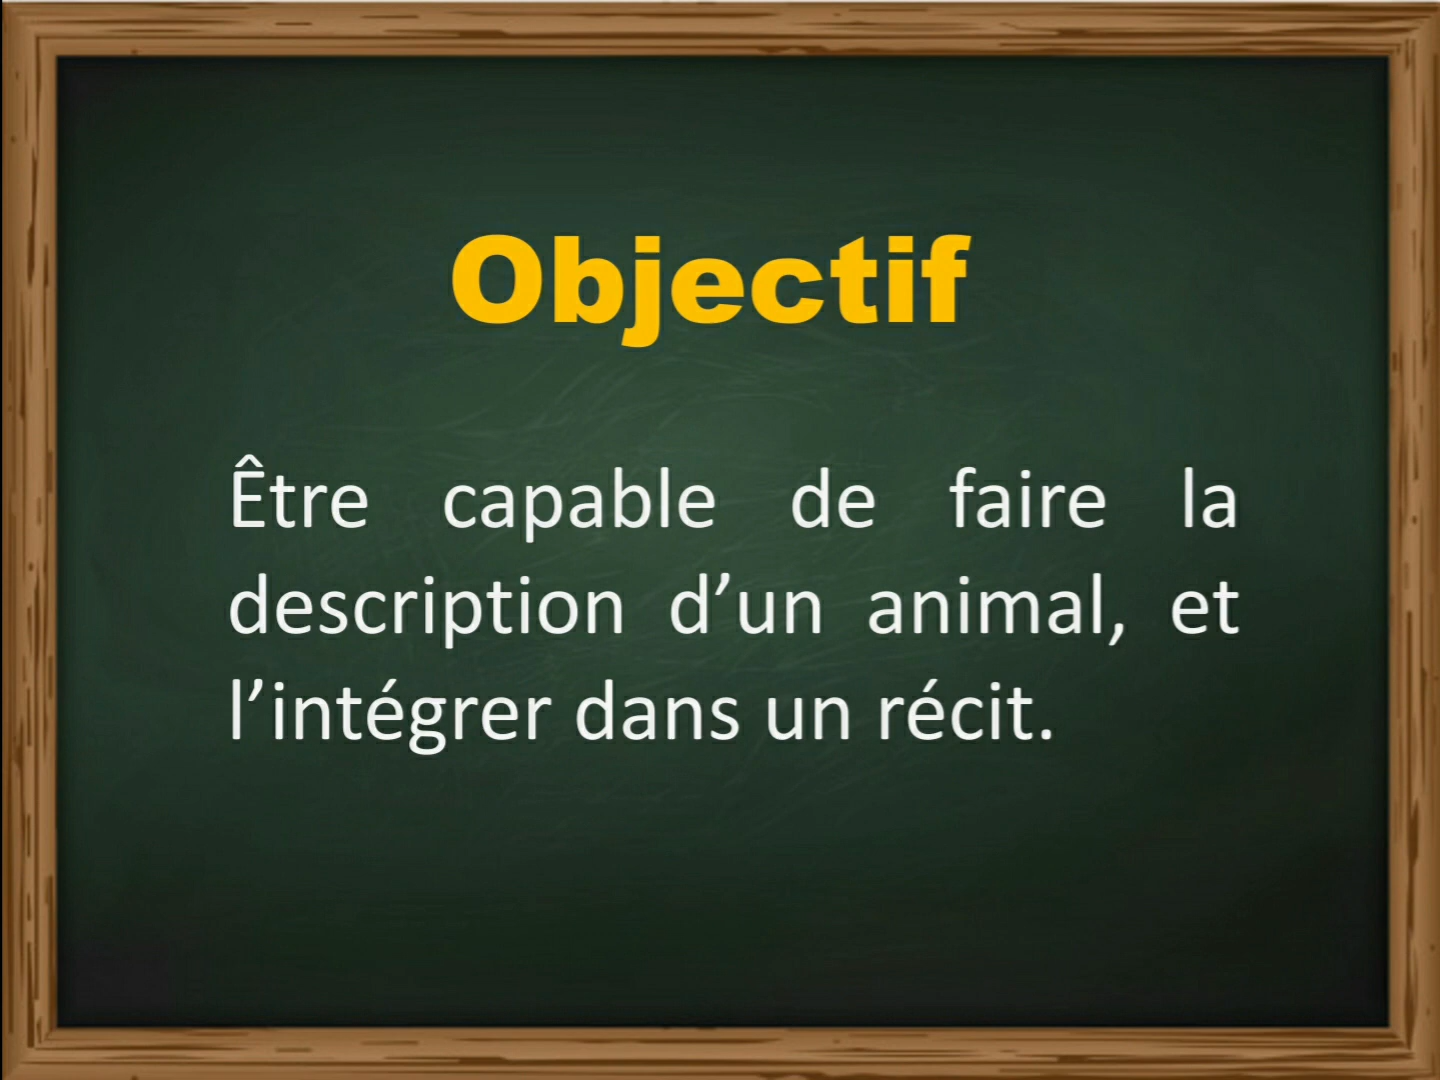 Objectif
Être capable de faire la
description d’un animal, et
l’intégrer dans un récit.